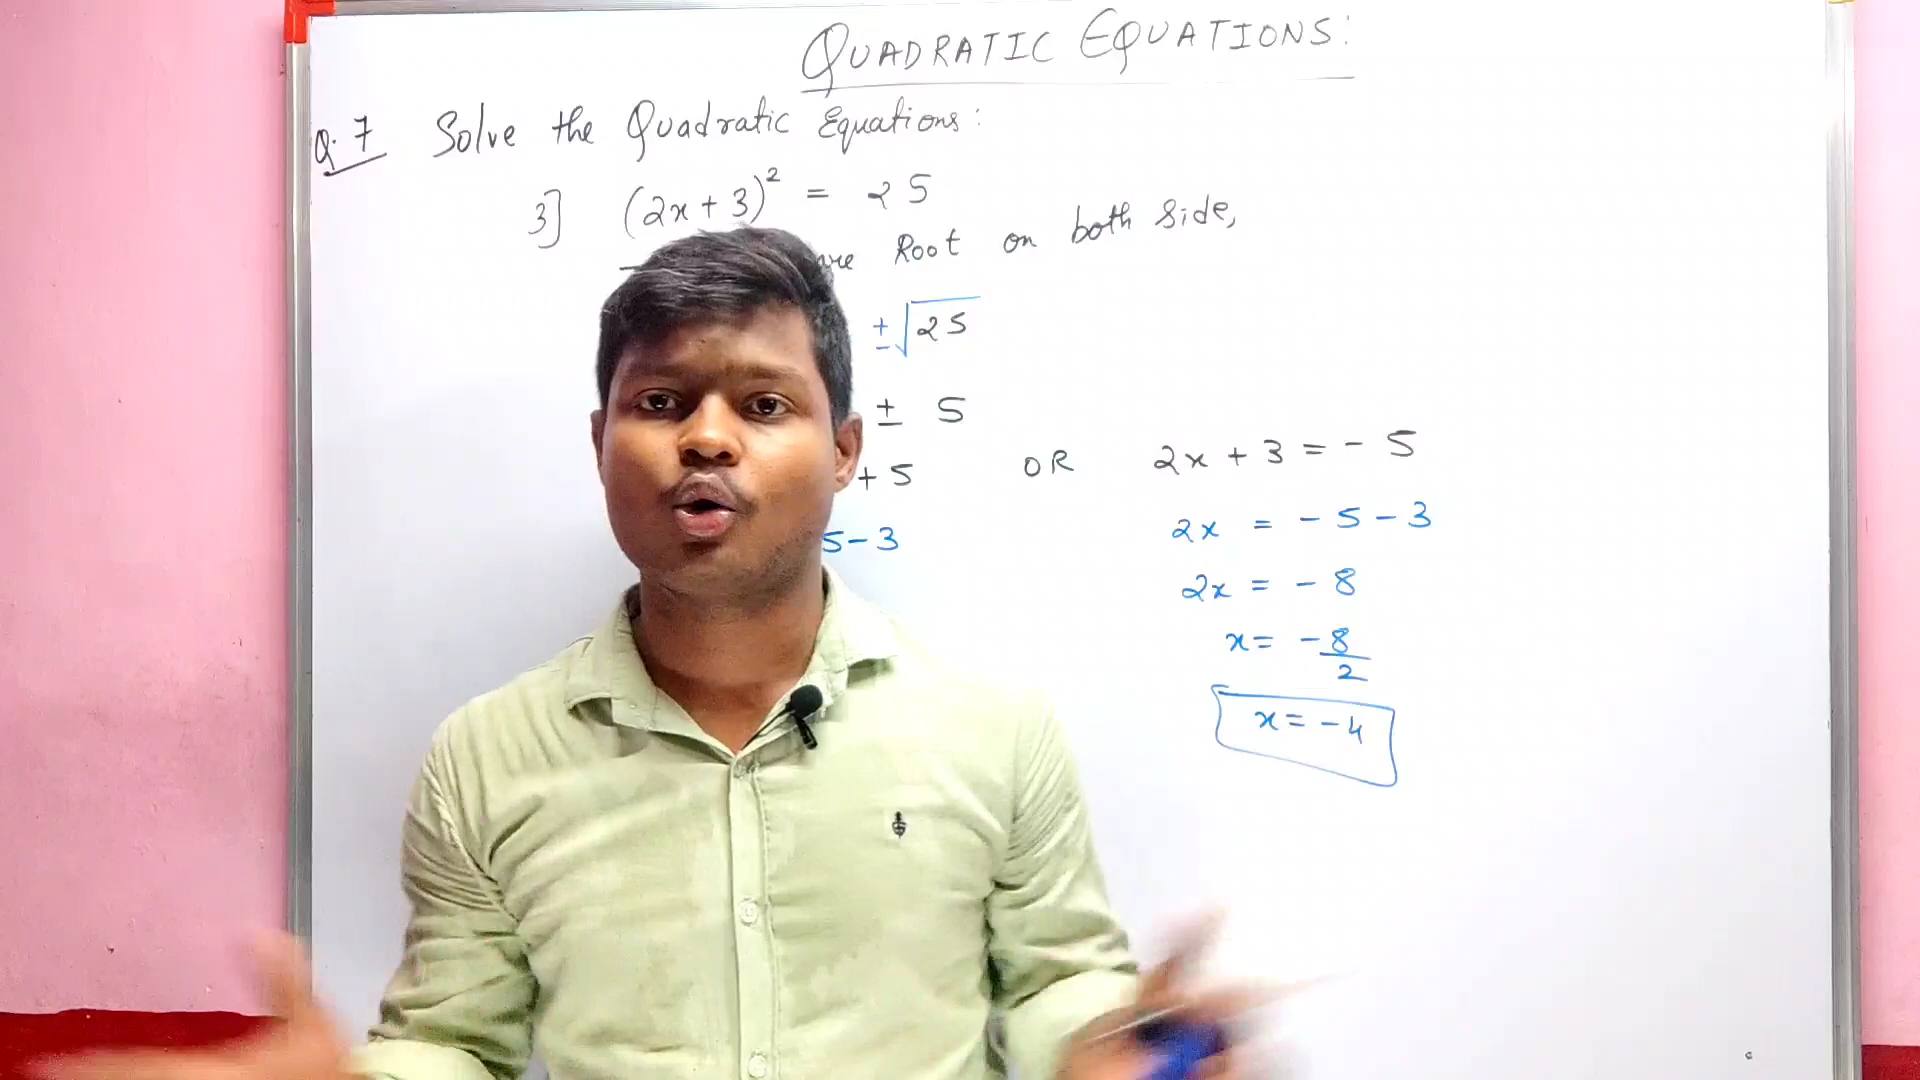 QUADRATIC EQUATIONS:
Q.7 Solve the Quadratic Equations:
3] (2x+3)² = 25
Root on both side,
±√25
± 5
+ 5 OR 2x + 3 = - 5
5-3 2x = - 5 - 3
2x = - 8
x = -8/2
x = -4